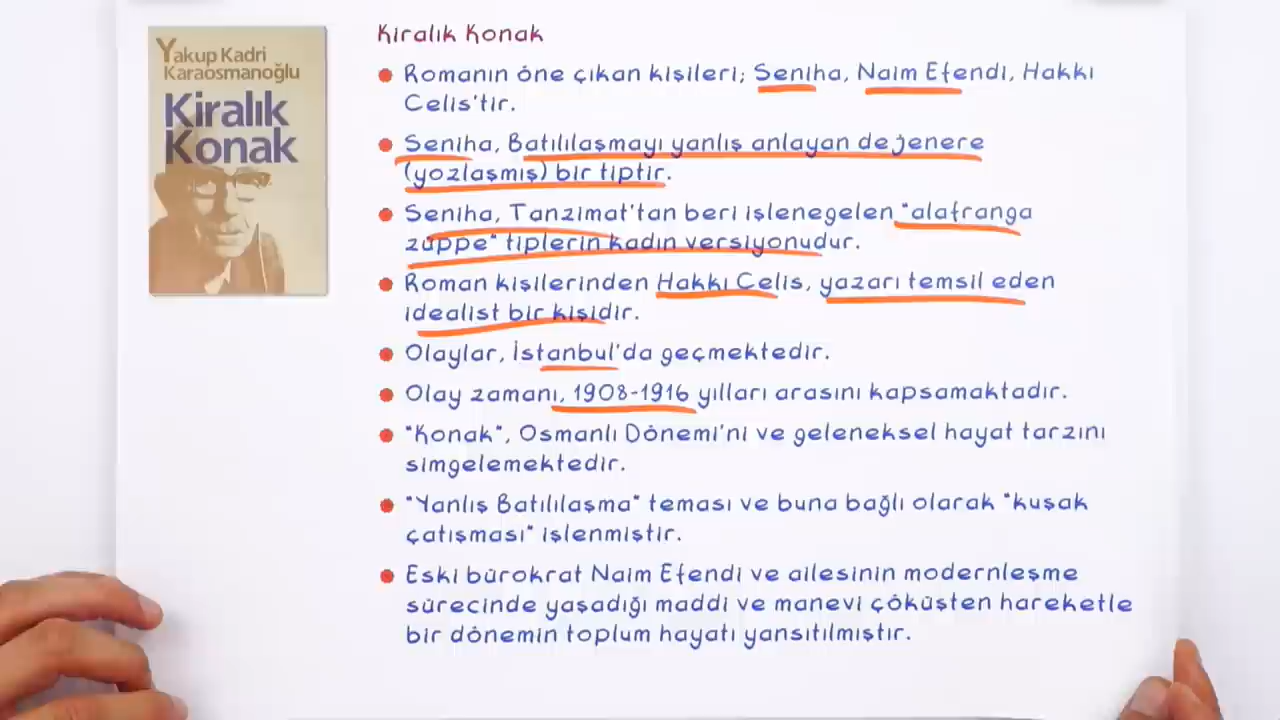 Yakup Kadri
Karaosmanoğlu
Kiralık
Konak
Kiralık Konak
Romanın öne çıkan kişileri; Seniha, Naim Efendi, Hakkı
Celis'tir.
Seniha, Batılılaşmayı yanlış anlayan dejenere
(yozlaşmış) bir tiptir.
Seniha, Tanzimat'tan beri işlenegelen "alafranga
züppe" tiplerin kadın versiyonudur.
Roman kişilerinden Hakkı Celis, yazarı temsil eden
idealist bir kişidir.
Olaylar, İstanbul'da geçmektedir.
Olay zamanı, 1908-1916 yılları arasını kapsamaktadır.
"Konak", Osmanlı Dönemi'ni ve geleneksel hayat tarzını
simgelemektedir.
"Yanlış Batılılaşma" teması ve buna bağlı olarak "kuşak
çatışması" işlenmiştir.
Eski bürokrat Naim Efendi ve ailesinin modernleşme
sürecinde yaşadığı maddi ve manevi çöküşten hareketle
bir dönemin toplum hayatı yansıtılmıştır.